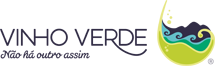 VINHO VERDE
Não há outro assim
®